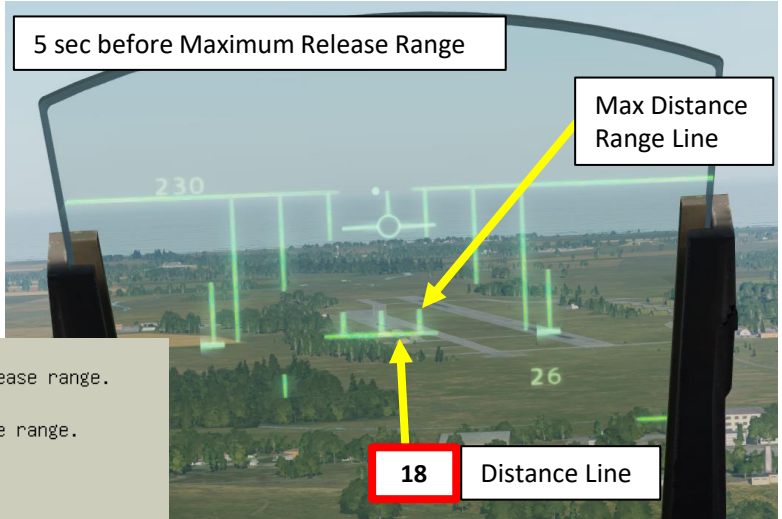 5 sec before Maximum Release Range
Max Distance
Range Line
230
26
ease range.
e range.
18
Distance Line